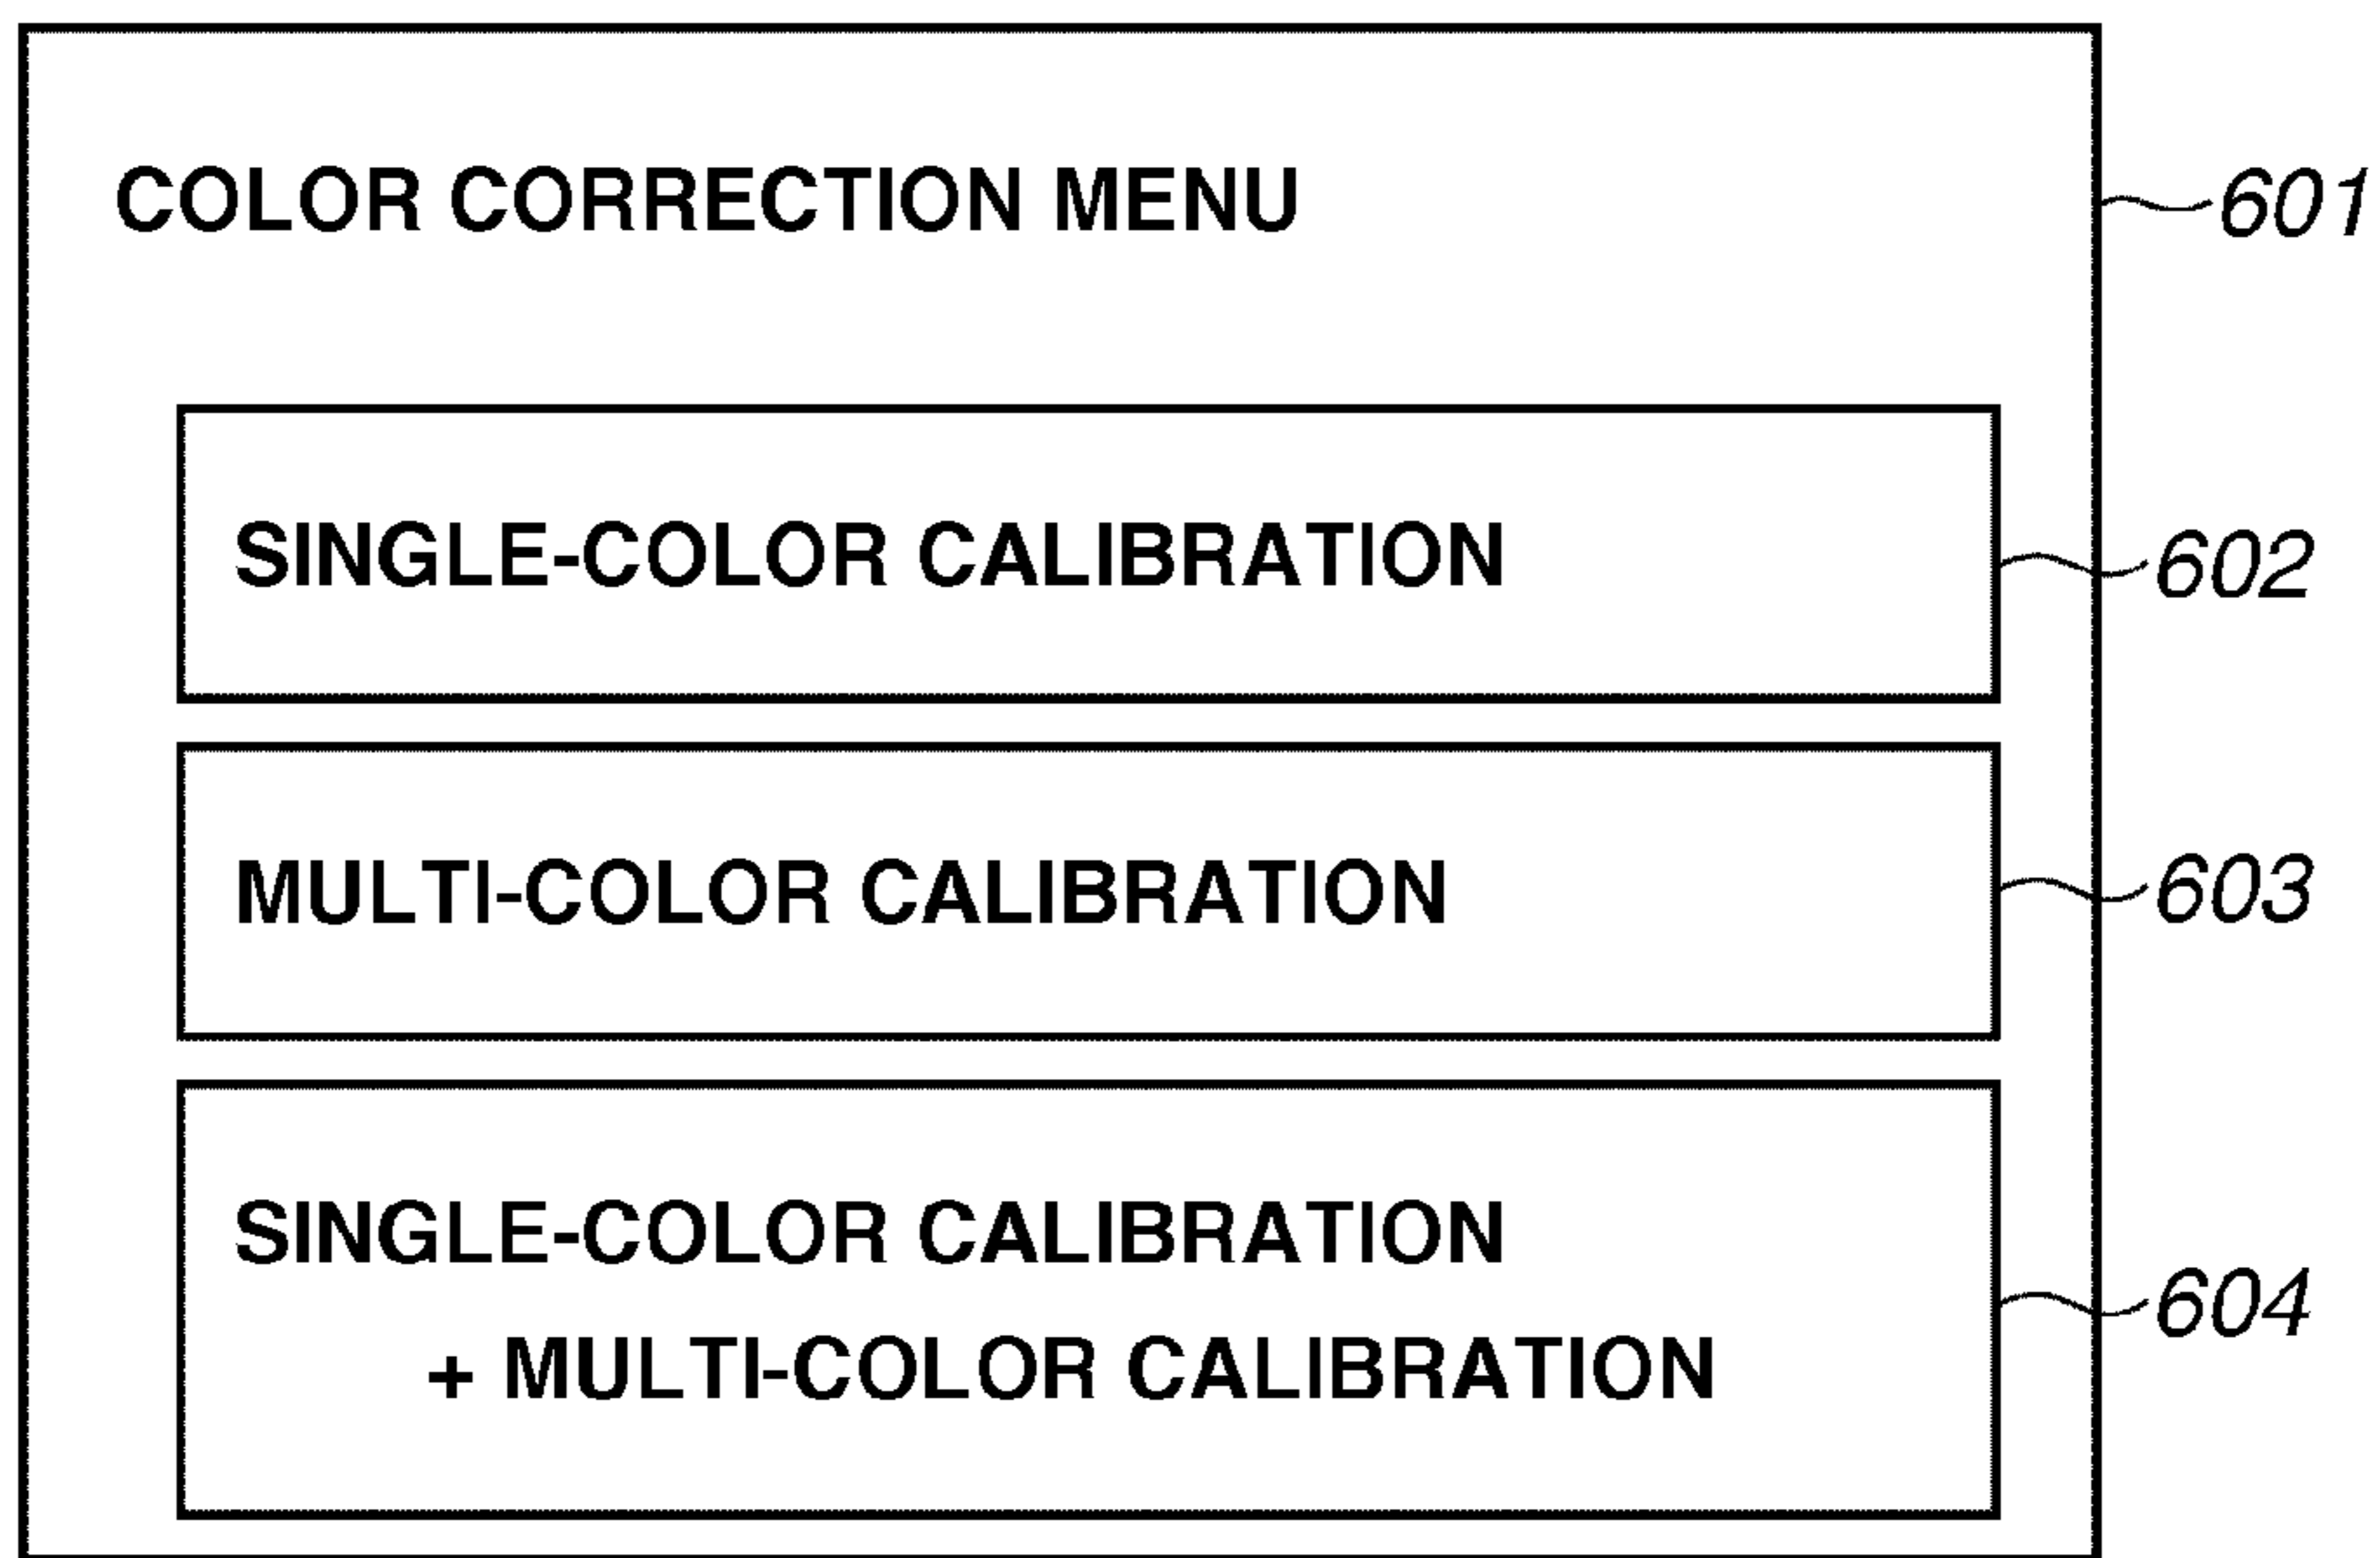 COLOR CORRECTION MENU
601
SINGLE-COLOR CALIBRATION
602
MULTI-COLOR CALIBRATION
603
SINGLE-COLOR CALIBRATION
604
+ MULTI-COLOR CALIBRATION